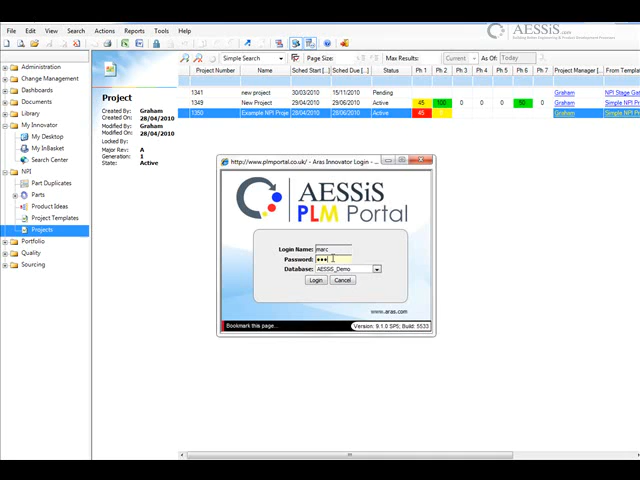 File Edit View Search Actions Reports Tools Help
AESSiS.com
Simple Search
Page Size:
Max Results:
Current
As Of:
Today
Administration
Change Management
Dashboards
Documents
Library
My Innovator
My Desktop
My InBasket
Search Center
NPI
Part Duplicates
Parts
Product Ideas
Project Templates
Projects
Portfolio
Quality
Sourcing
Project
Created By: Graham
Created On: 28/04/2010
Modified By: Graham
Modified On: 28/04/2010
Locked By:
Major Rev: A
Generation: 1
State: Active
Project Number Name Sched Start [...] Sched Due [...] Status Ph 1 Ph 2 Ph 3 Ph 4 Ph 5 Ph 6 Ph 7 Project Manager [...] From Templ
1341 new project 30/03/2010 15/11/2010 Pending Graham NPI Stage Gat
1349 New Project 29/04/2010 29/06/2010 Active 45 100 0 0 0 50 0 Graham Simple NPI Pro
1350 Example NPI Proje 28/04/2010 28/06/2010 Active 45 Graham Simple NPI Pro
http://www.plmportal.co.uk/ - Aras Innovator Login - ...
AESSiS
PLM Portal
Login Name: marc
Password: •••
Database: AESSiS_Demo
Login Cancel
www.aras.com
Bookmark this page...
Version: 9.1.0 SP5; Build: 5533